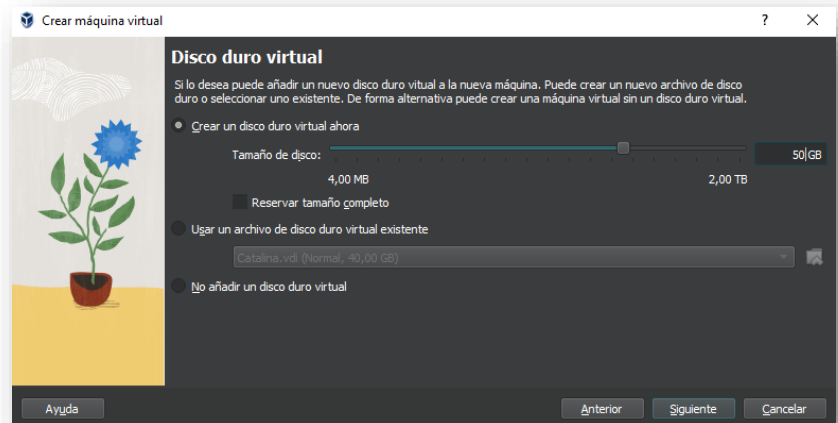 Crear máquina virtual
?
Disco duro virtual
Si lo desea puede añadir un nuevo disco duro vitual a la nueva máquina. Puede crear un nuevo archivo de disco
duro o seleccionar uno existente. De forma alternativa puede crear una máquina virtual sin un disco duro virtual.
Crear un disco duro virtual ahora
Tamaño de disco:
50 GB
4,00 MB
2,00 TB
Reservar tamaño completo
Usar un archivo de disco duro virtual existente
Catalina.vdi (Normal, 40,00 GB)
No añadir un disco duro virtual
Ayuda
Anterior
Siguiente
Cancelar